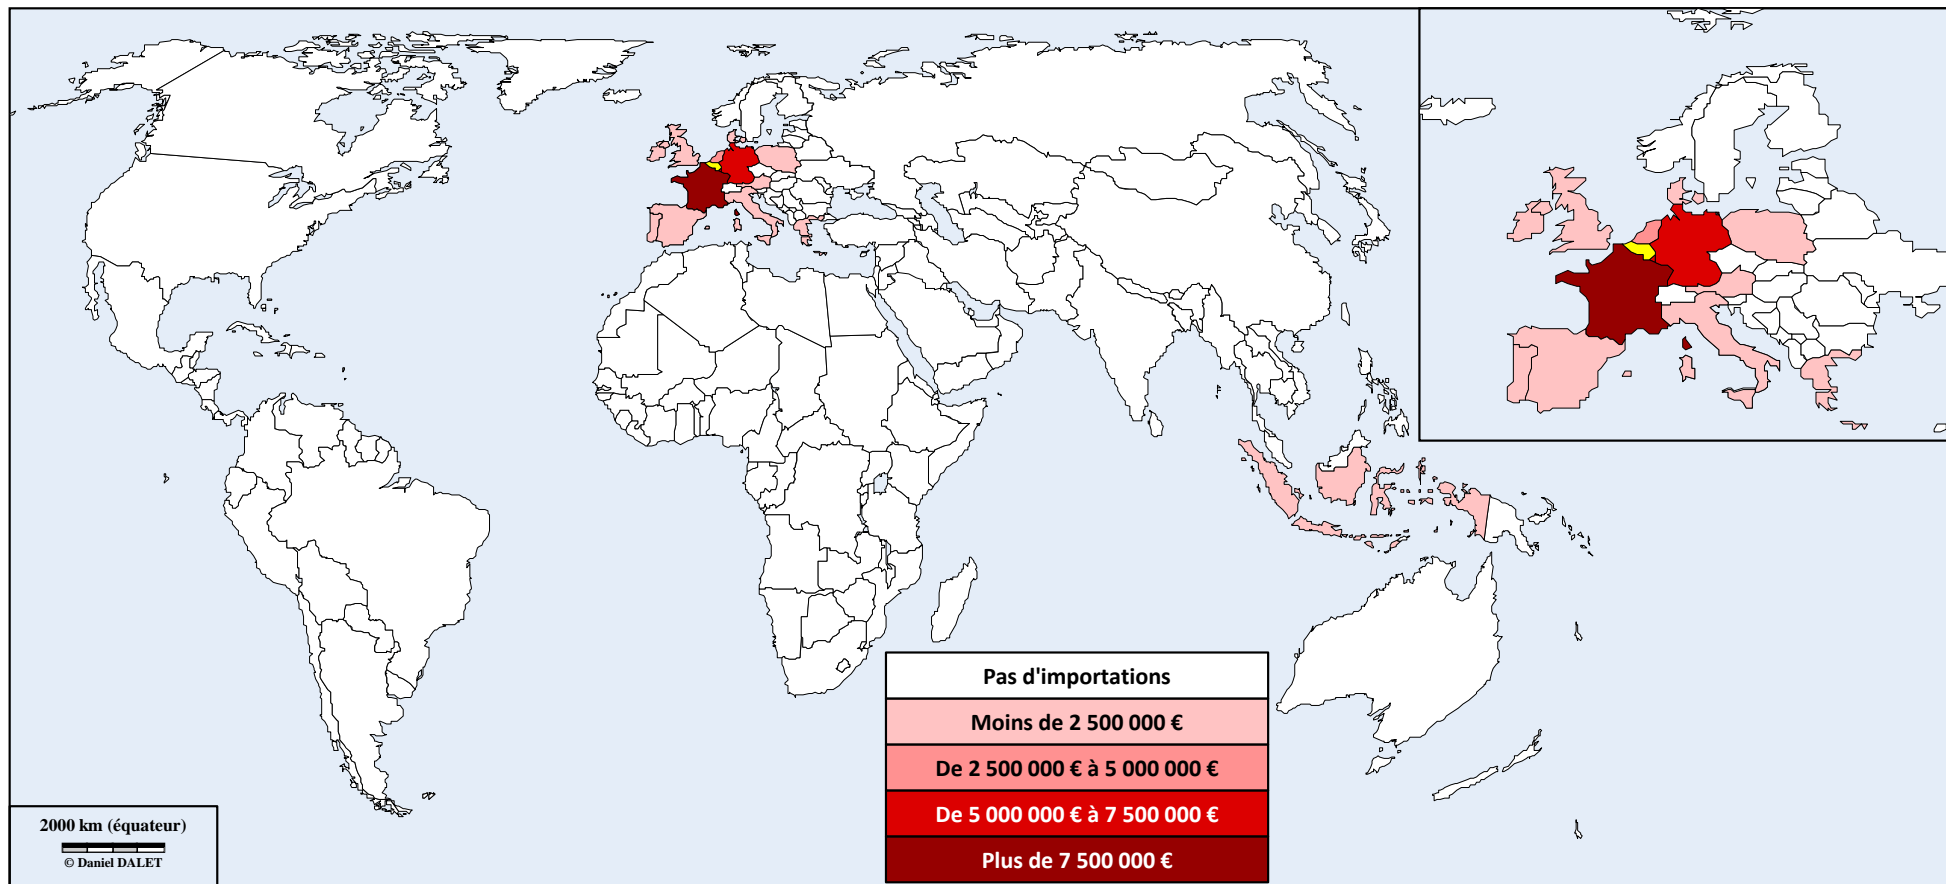 Pas d'importations
Moins de 2 500 000 €
De 2 500 000 € à 5 000 000 €
De 5 000 000 € à 7 500 000 €
Plus de 7 500 000 €
2000 km (équateur)
© Daniel DALET